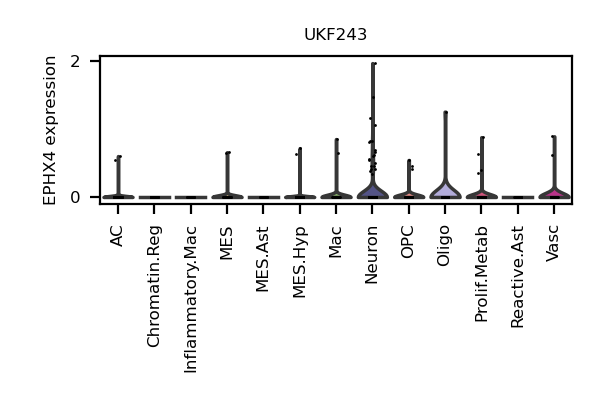 UKF243
EPHX4 expression
2
0
AC
Chromatin.Reg
Inflammatory.Mac
MES
MES.Ast
MES.Hyp
Mac
Neuron
OPC
Oligo
Prolif.Metab
Reactive.Ast
Vasc